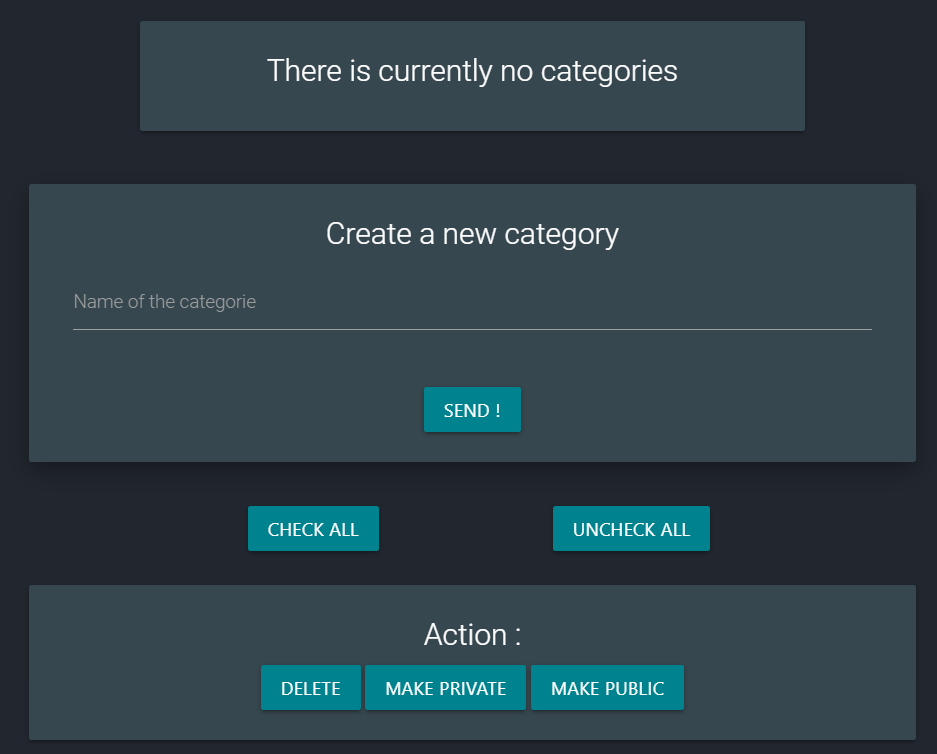 There is currently no categories
Create a new category
Name of the categorie
SEND !
CHECK ALL
UNCHECK ALL
Action :
DELETE
MAKE PRIVATE
MAKE PUBLIC